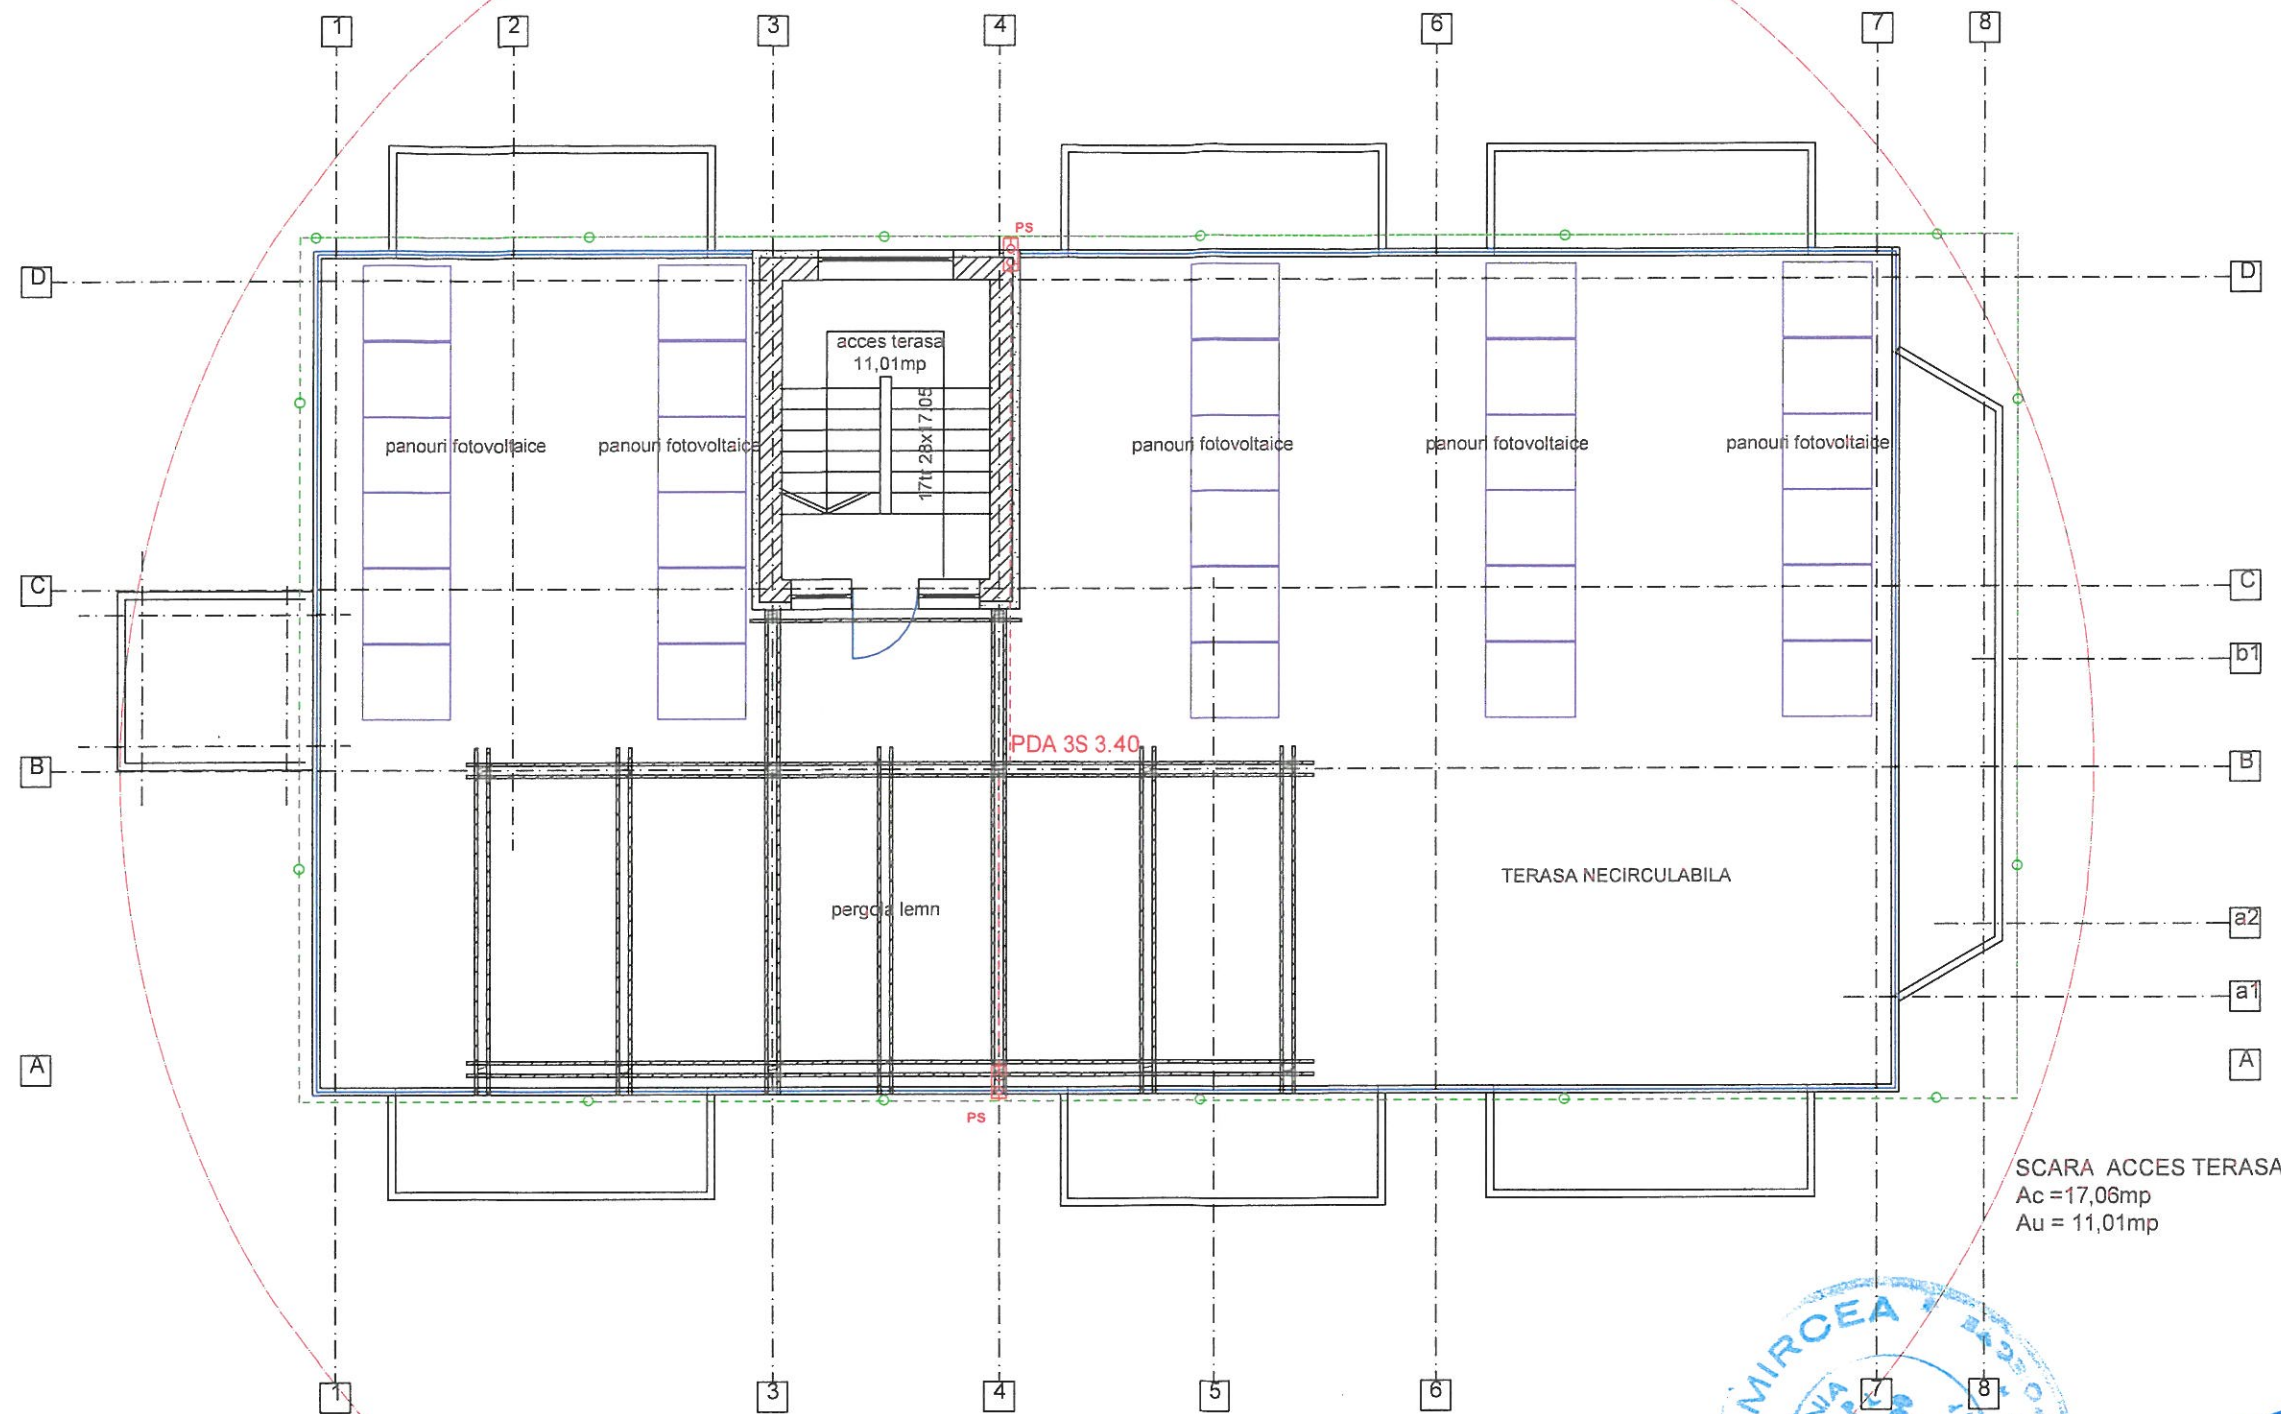 1 2 3 4 6 7 8
PS
D D
acces terasa
11,01mp
17tr 28x17.05
panouri fotovoltaice panouri fotovoltaice panouri fotovoltaice panouri fotovoltaice panouri fotovoltaice
C C
b1
PDA 3S 3.40
B B
TERASA NECIRCULABILA
pergola lemn
a2
a1
A A
PS
SCARA ACCES TERASA
Ac =17,06mp
Au = 11,01mp
MIRCEA
1 3 4 5 6 7 8